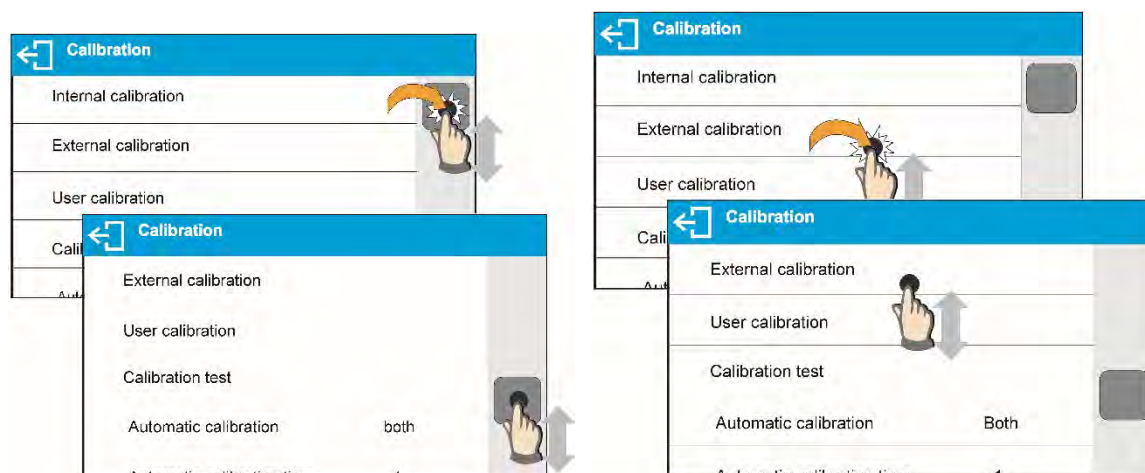 Calibration
Internal calibration
External calibration
User calibration
Calibration
External calibration
User calibration
Calibration test
Automatic calibration both
Calibration
Internal calibration
External calibration
User calibration
Calibration
External calibration
User calibration
Calibration test
Automatic calibration Both